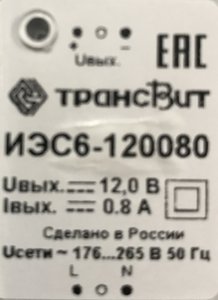 Uвых.
EAC
трансВит
ИЭС6-120080
Uвых. 12,0 В
Iвых. 0.8 А
Сделано в России
Uсети ~ 176...265 В 50 Гц
L N